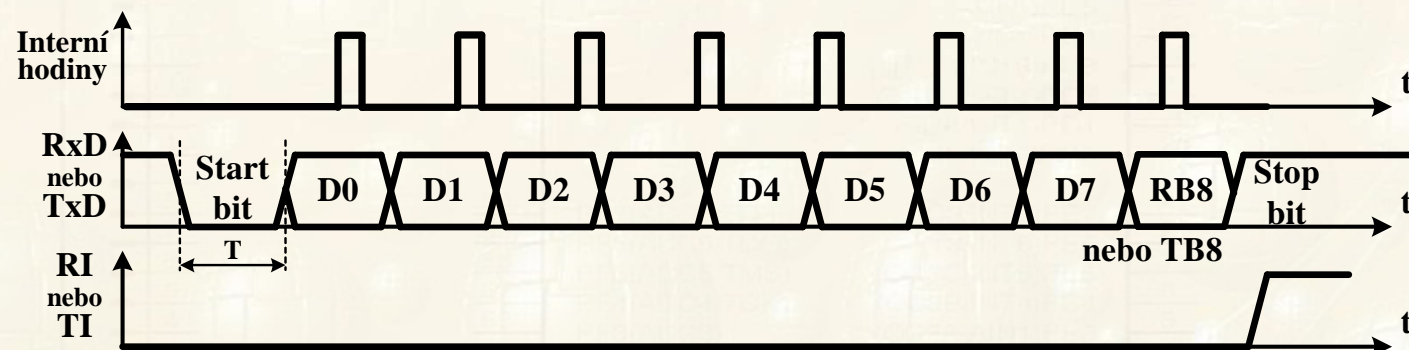 Interní
hodiny
t
RxD
nebo
TxD
Start
bit
D0 D1 D2 D3 D4 D5 D6 D7 RB8
Stop
bit
t
T
nebo TB8
RI
nebo
TI
t